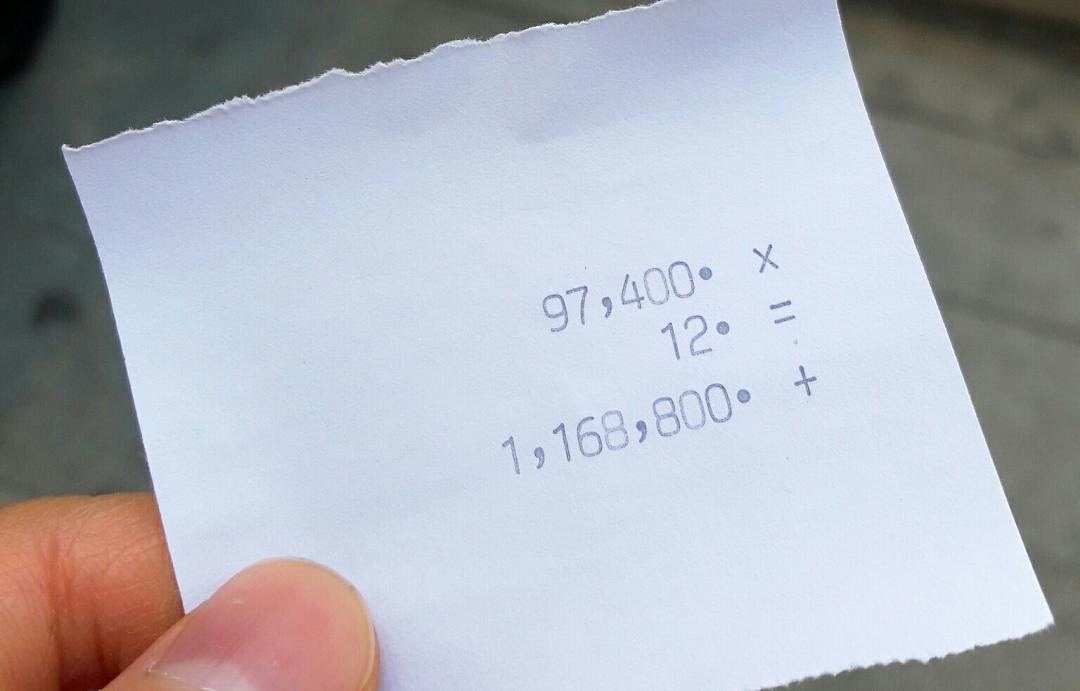 97,400• x
12• =
1,168,800• +